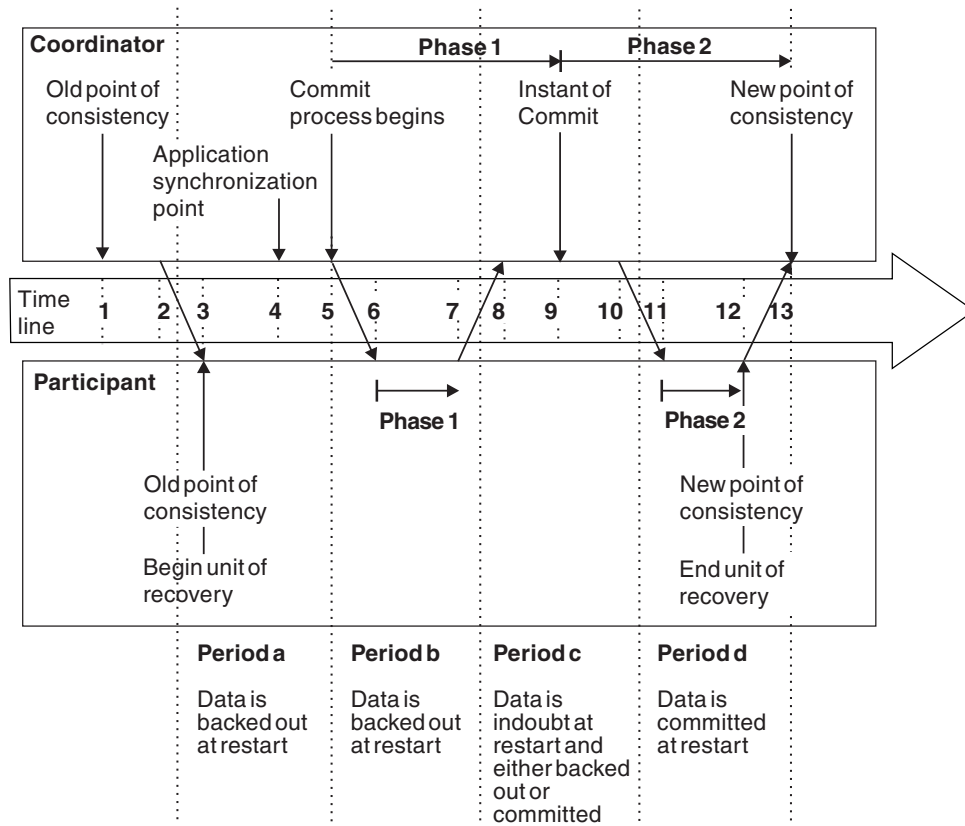 Coordinator
Phase 1
Phase 2
Old point of
consistency
Commit
process begins
Instant of
Commit
New point of
consistency
Application
synchronization
point
Time
line
1
2
3
4
5
6
7
8
9
10
11
12
13
Participant
Phase 1
Phase 2
Old point of
consistency
Begin unit of
recovery
New point of
consistency
End unit of
recovery
Period a
Data is
backed out
at restart
Period b
Data is
backed out
at restart
Period c
Data is
indoubt at
restart and
either backed
out or
committed
Period d
Data is
committed
at restart